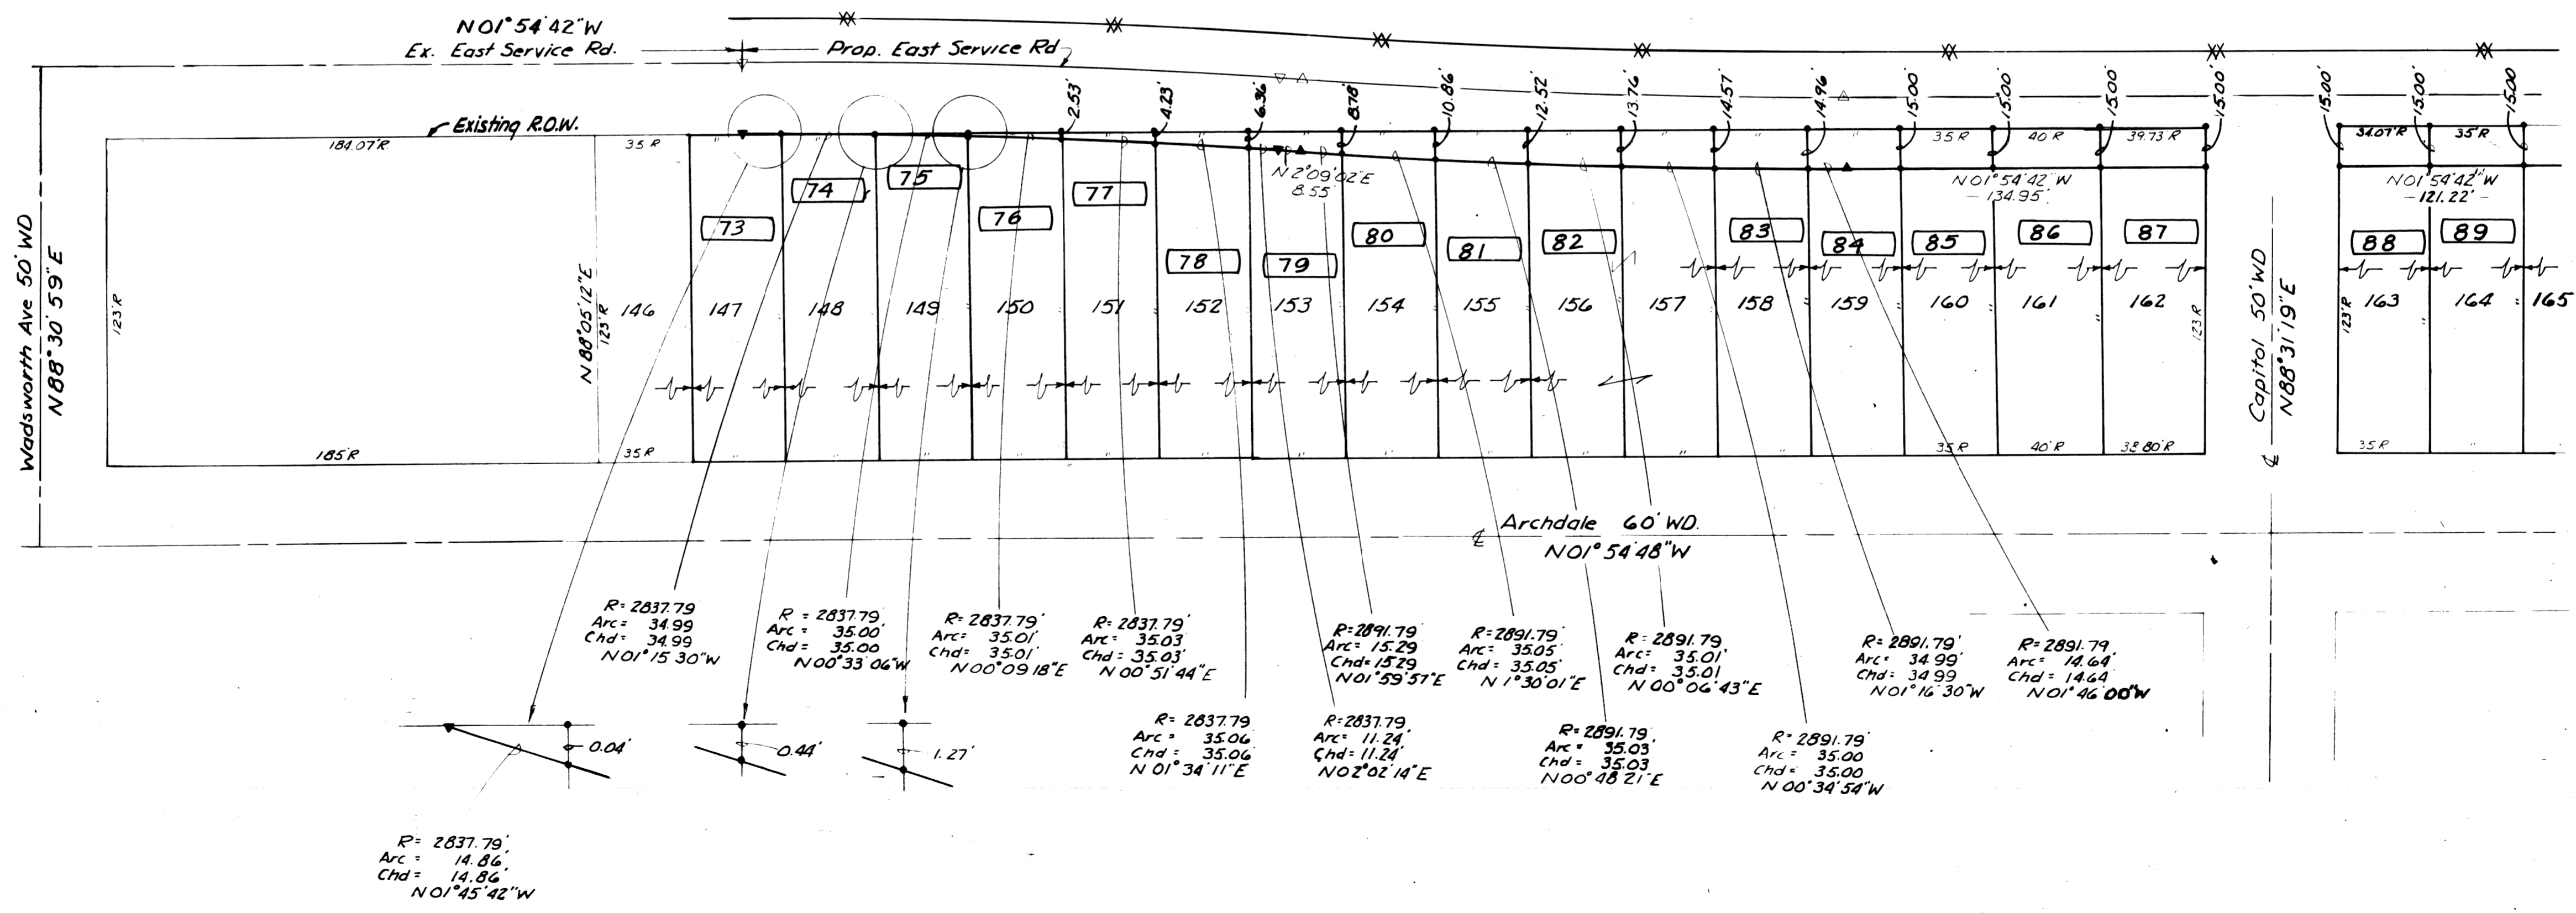 N01°54'42"W
Ex. East Service Rd.
Prop. East Service Rd
Existing R.O.W.
184.07'R
35 R
2.53'
4.23'
6.36'
8.78'
10.86'
12.52'
13.76'
14.57'
14.96'
15.00'
15.00'
15.00'
15.00'
15.00'
15.00'
15.00
35 R
40 R
39.73 R
34.07'R
35'R
N2°09'02"E
8.55'
N01°54'42"W
134.95'
N01°54'42"W
121.22'
73
74
75
76
77
78
79
80
81
82
83
84
85
86
87
88
89
Wadsworth Ave 50' WD
N88°30'59"E
123'R
N88°05'12"E
123'R
146
147
148
149
150
151
152
153
154
155
156
157
158
159
160
161
162
123 R
Capitol 50' WD
N88°31'19"E
123'R
163
164
165
185'R
35 R
35 R
40' R
38.80'R
35 R
Archdale 60' WD.
N01°54'48"W
R= 2837.79
Arc= 34.99
Chd= 34.99
N01°15'30"W
R= 2837.79'
Arc= 35.00'
Chd= 35.00
N00°33'06"W
R= 2837.79'
Arc= 35.01'
Chd= 35.01'
N00°09'18"E
R= 2837.79'
Arc= 35.03'
Chd= 35.03'
N00°51'44"E
R=2891.79'
Arc= 15.29
Chd=15.29
N01°59'57"E
R=2891.79'
Arc= 35.05'
Chd= 35.05'
N1°30'01"E
R=2891.79
Arc= 35.01'
Chd= 35.01
N00°06'43"E
R=2891.79'
Arc= 34.99'
Chd= 34.99
N01°16'30"W
R=2891.79'
Arc= 14.64'
Chd= 14.64'
N01°46'00"W
R= 2837.79
Arc= 35.06'
Chd= 35.06'
N01°34'11"E
R=2837.79
Arc= 11.24'
Chd= 11.24'
N02°02'14"E
R=2891.79'
Arc= 35.03'
Chd= 35.03
N00°48'21"E
R=2891.79'
Arc= 35.00
Chd= 35.00
N00°34'54"W
0.04'
0.44'
1.27'
R= 2837.79'
Arc= 14.86'
Chd= 14.86'
N01°45'42"W